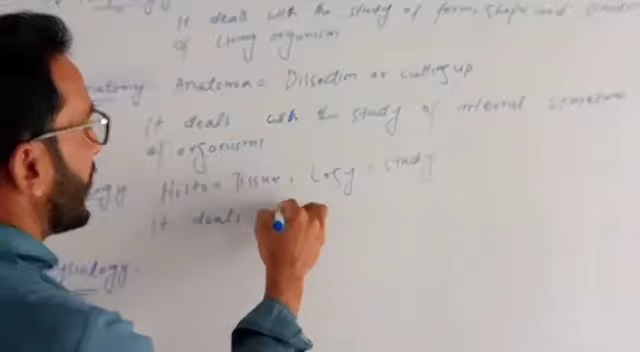 It deals with the study of form, shape and structure
of living organism
Anatomy Anatoma = Dissection or cutting up
It deals with the study of internal structure
of organisms
Histo = Tissue, Logy = study
It deals